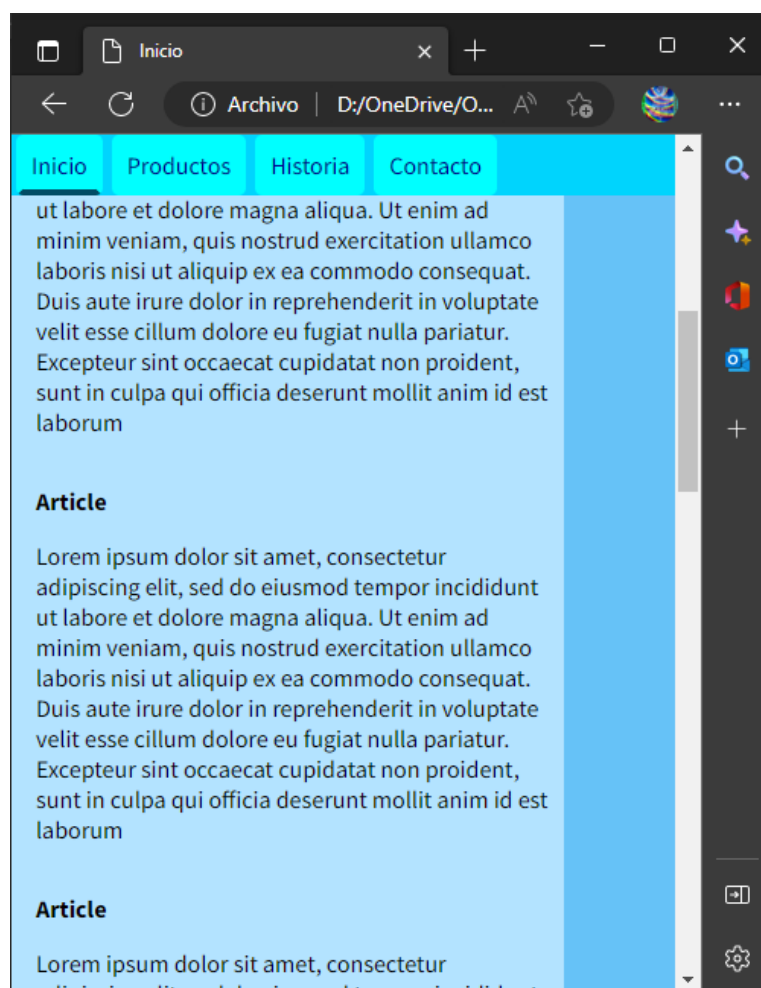 Inicio
Archivo | D:/OneDrive/O...
Inicio Productos Historia Contacto
ut labore et dolore magna aliqua. Ut enim ad
minim veniam, quis nostrud exercitation ullamco
laboris nisi ut aliquip ex ea commodo consequat.
Duis aute irure dolor in reprehenderit in voluptate
velit esse cillum dolore eu fugiat nulla pariatur.
Excepteur sint occaecat cupidatat non proident,
sunt in culpa qui officia deserunt mollit anim id est
laborum
Article
Lorem ipsum dolor sit amet, consectetur
adipiscing elit, sed do eiusmod tempor incididunt
ut labore et dolore magna aliqua. Ut enim ad
minim veniam, quis nostrud exercitation ullamco
laboris nisi ut aliquip ex ea commodo consequat.
Duis aute irure dolor in reprehenderit in voluptate
velit esse cillum dolore eu fugiat nulla pariatur.
Excepteur sint occaecat cupidatat non proident,
sunt in culpa qui officia deserunt mollit anim id est
laborum
Article
Lorem ipsum dolor sit amet, consectetur